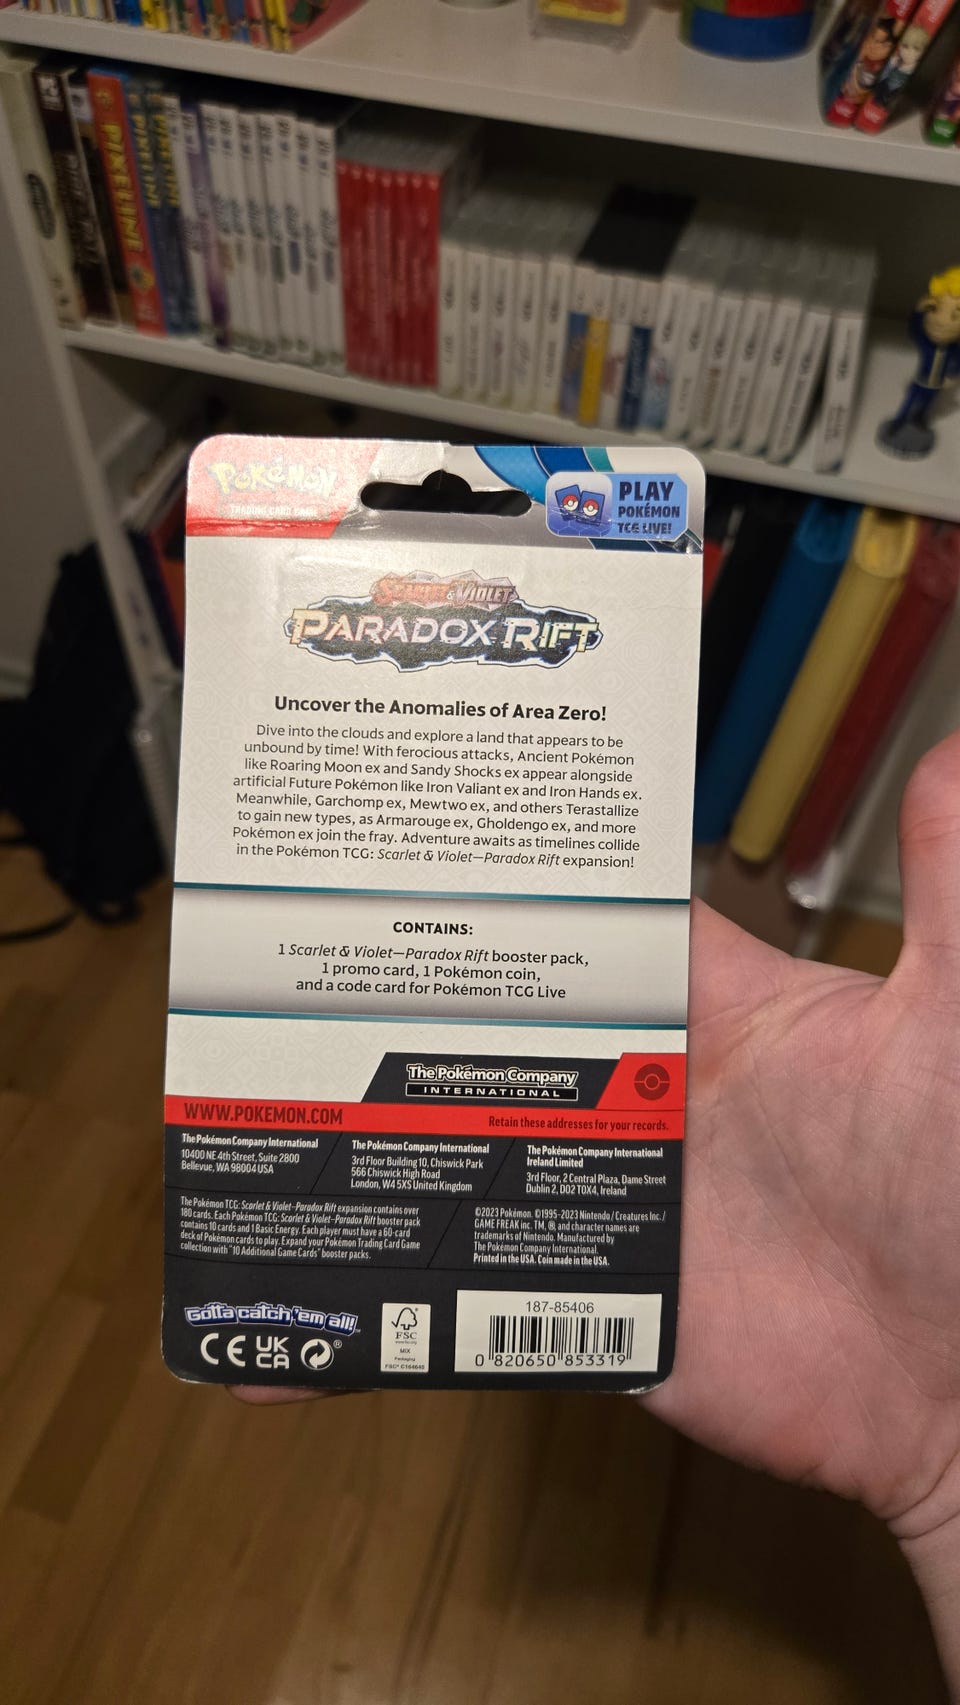 PIXELINE
PIXELINE
POKéMON
TRADING CARD GAME
PLAY
POKÉMON
TCG LIVE!
SCARLET & VIOLET
PARADOX RIFT
Uncover the Anomalies of Area Zero!
Dive into the clouds and explore a land that appears to be
unbound by time! With ferocious attacks, Ancient Pokémon
like Roaring Moon ex and Sandy Shocks ex appear alongside
artificial Future Pokémon like Iron Valiant ex and Iron Hands ex.
Meanwhile, Garchomp ex, Mewtwo ex, and others Terastallize
to gain new types, as Armarouge ex, Gholdengo ex, and more
Pokémon ex join the fray. Adventure awaits as timelines collide
in the Pokémon TCG: Scarlet & Violet—Paradox Rift expansion!
CONTAINS:
1 Scarlet & Violet—Paradox Rift booster pack,
1 promo card, 1 Pokémon coin,
and a code card for Pokémon TCG Live
The Pokémon Company
INTERNATIONAL
WWW.POKEMON.COM
Retain these addresses for your records.
The Pokémon Company International
10400 NE 4th Street, Suite 2800
Bellevue, WA 98004 USA
The Pokémon Company International
3rd Floor Building 10, Chiswick Park
566 Chiswick High Road
London, W4 5XS United Kingdom
The Pokémon Company International
Ireland Limited
3rd Floor, 2 Central Plaza, Dame Street
Dublin 2, D02 T0X4, Ireland
The Pokémon TCG: Scarlet & Violet–Paradox Rift expansion contains over
180 cards. Each Pokémon TCG: Scarlet & Violet–Paradox Rift booster pack
contains 10 cards and 1 Basic Energy. Each player must have a 60-card
deck of Pokémon cards to play. Expand your Pokémon Trading Card Game
collection with "10 Additional Game Cards" booster packs.
©2023 Pokémon. ©1995-2023 Nintendo / Creatures Inc. /
GAME FREAK inc. TM, ®, and character names are
trademarks of Nintendo. Manufactured by
The Pokémon Company International.
Printed in the USA. Coin made in the USA.
Gotta catch 'em all!
CE UK
CA
®
FSC
www.fsc.org
MIX
Packaging
FSC® C164640
187-85406
0 820650 853319